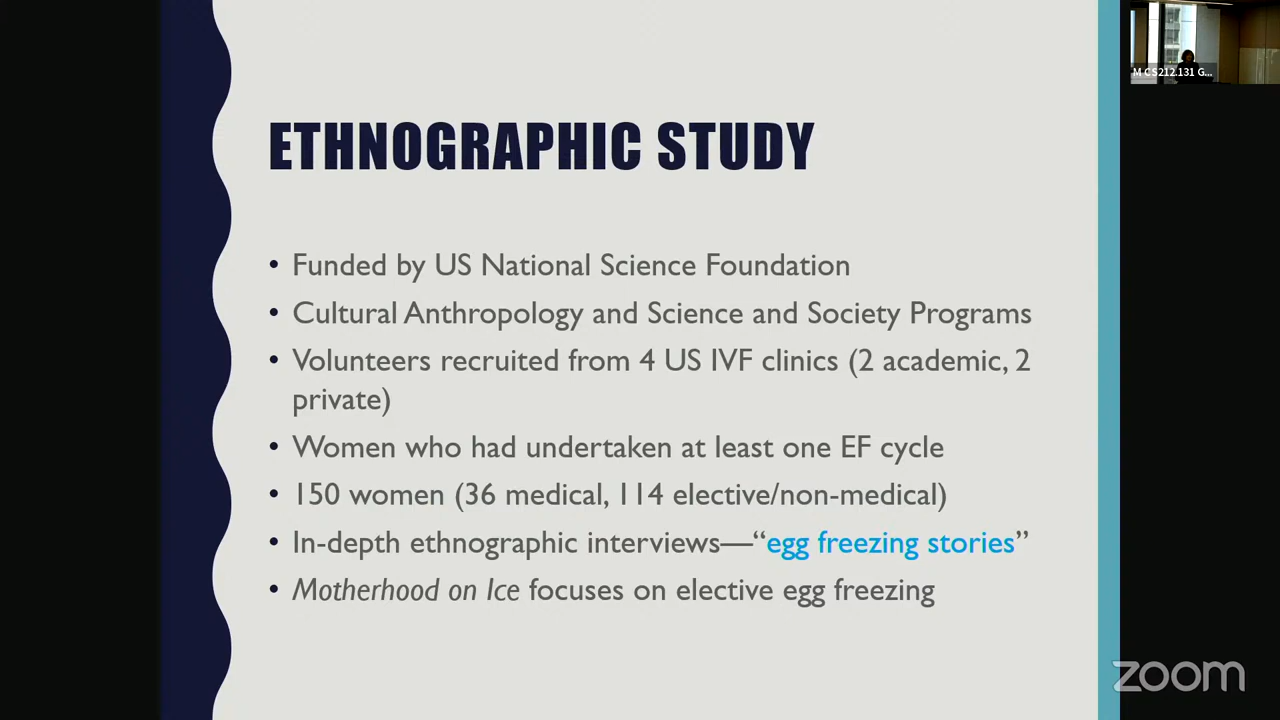 M CS212.131 G...
ETHNOGRAPHIC STUDY
• Funded by US National Science Foundation
• Cultural Anthropology and Science and Society Programs
• Volunteers recruited from 4 US IVF clinics (2 academic, 2
private)
• Women who had undertaken at least one EF cycle
• 150 women (36 medical, 114 elective/non-medical)
• In-depth ethnographic interviews—“egg freezing stories”
• Motherhood on Ice focuses on elective egg freezing
zoom